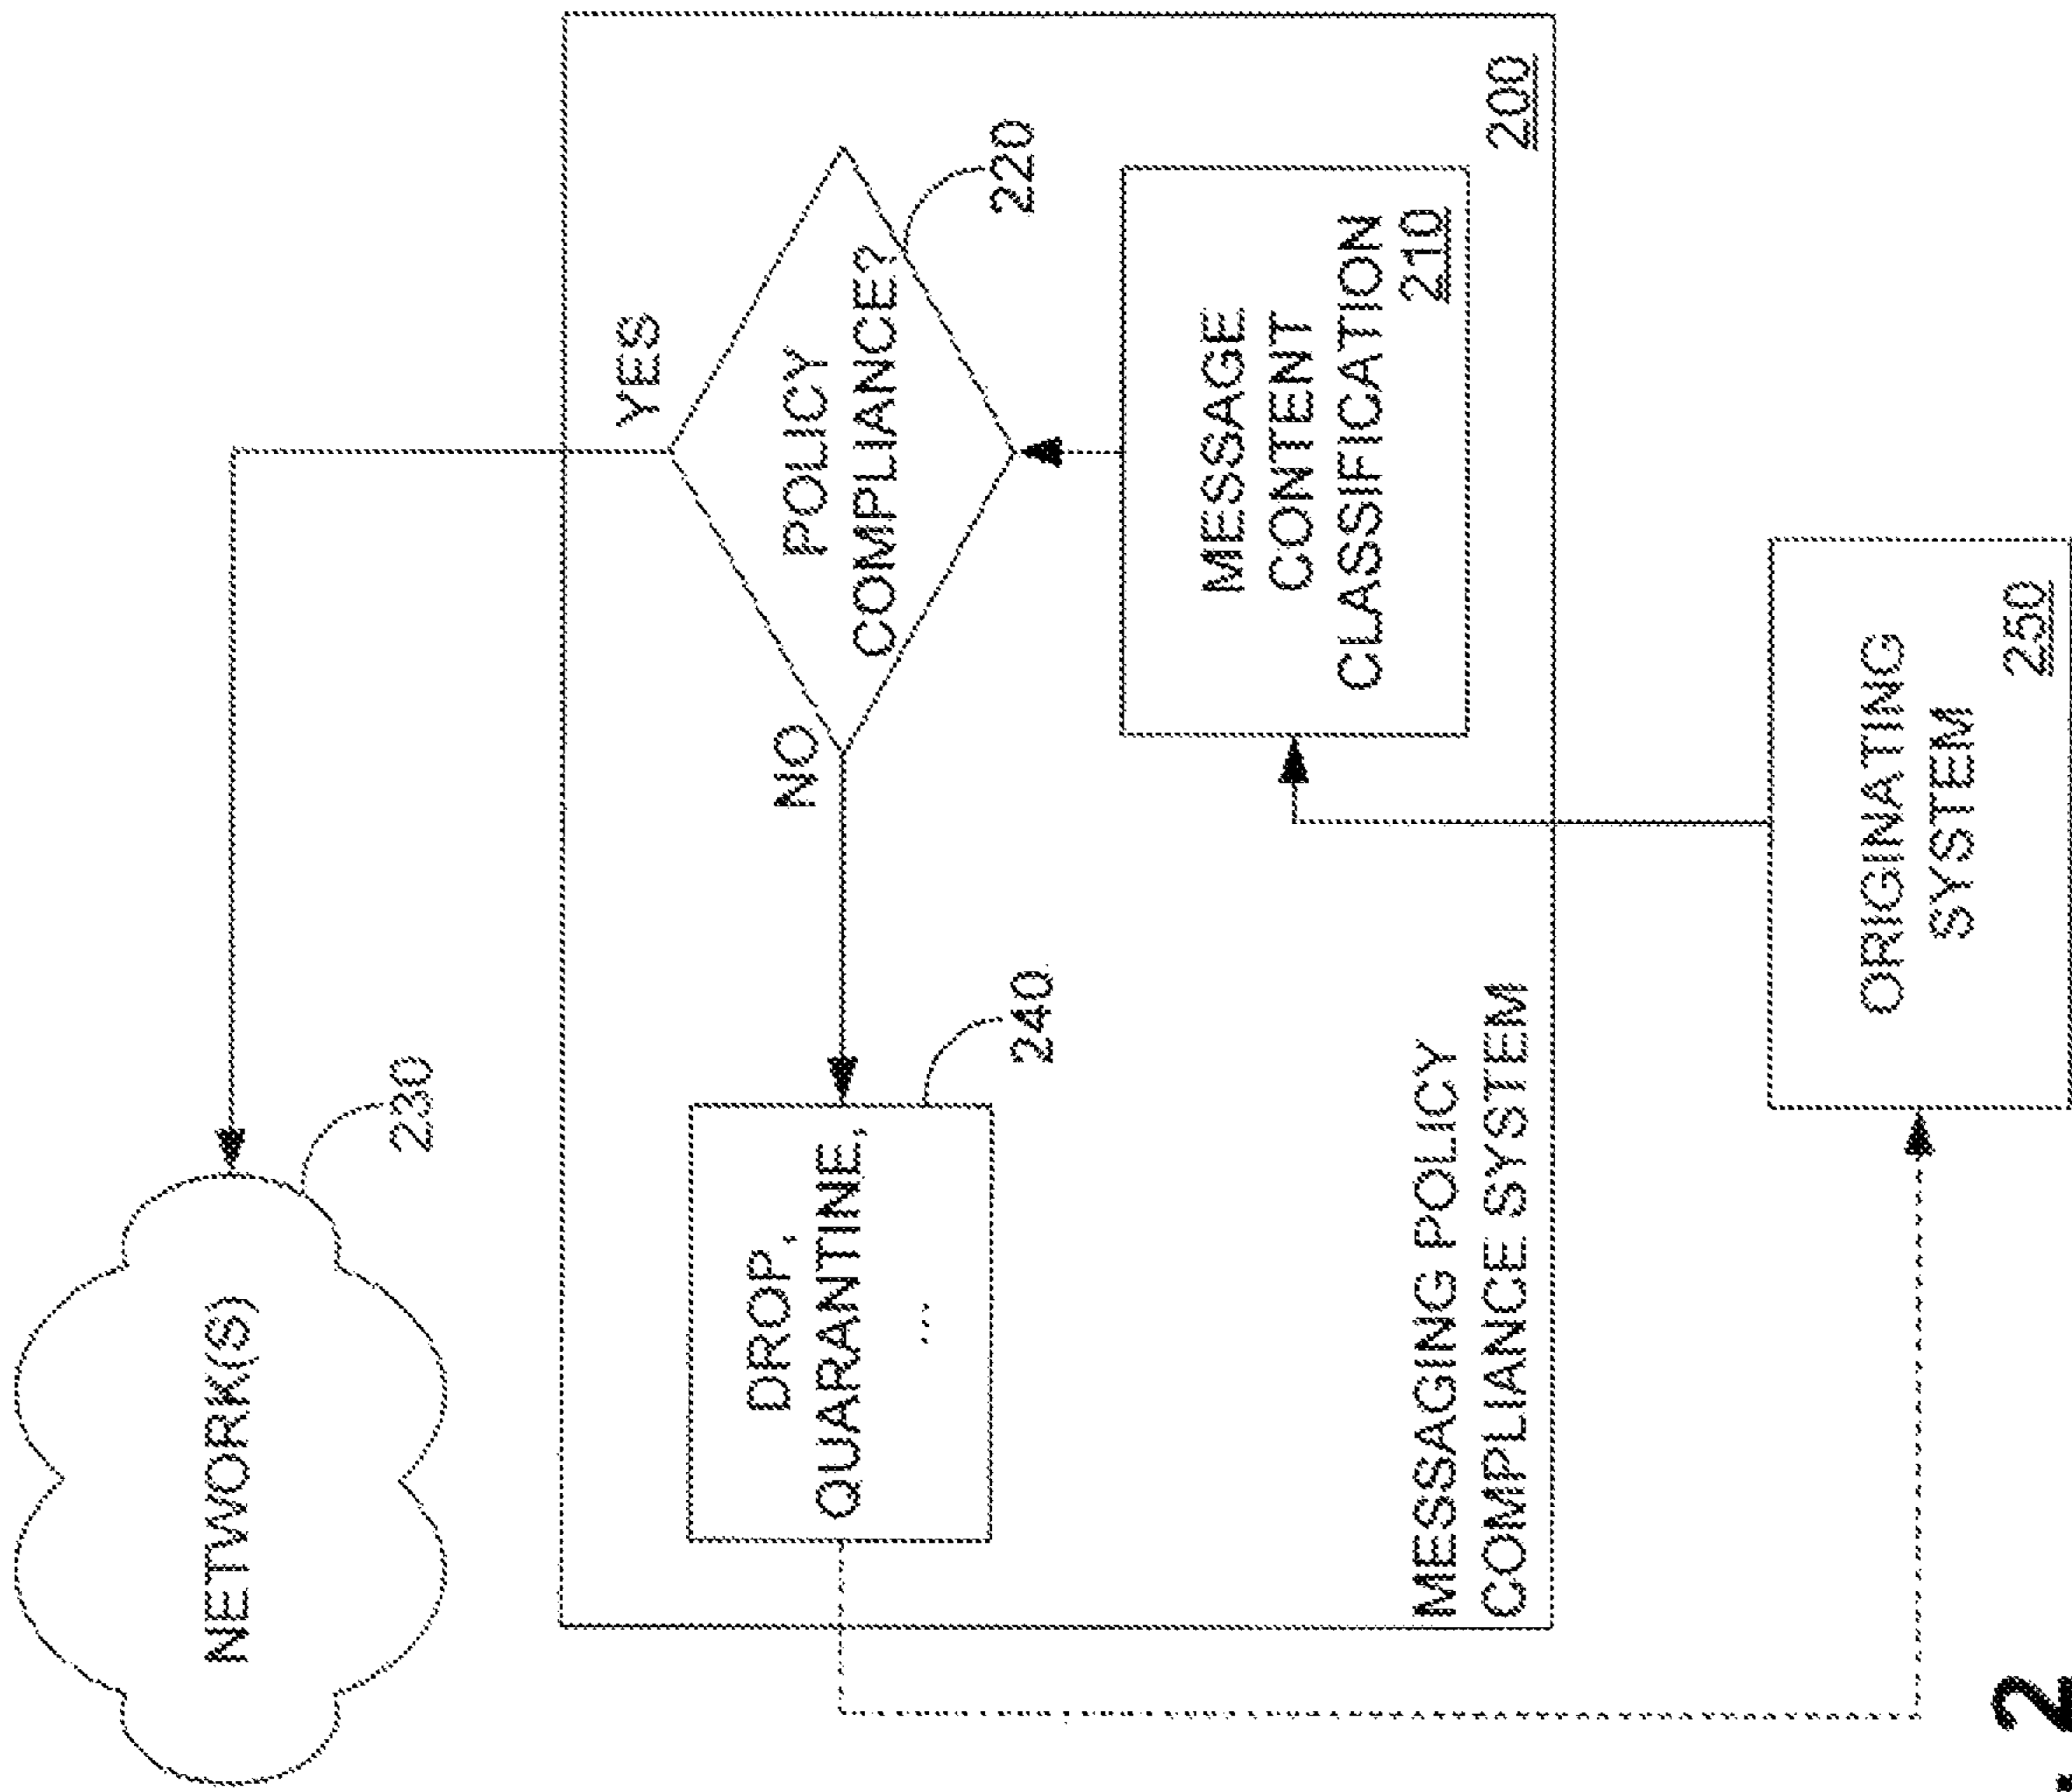 NETWORK(S)
230
YES
DROP,
QUARANTINE,
...
240
NO
POLICY
COMPLIANCE?
220
MESSAGE
CONTENT
CLASSIFICATION
210
MESSAGING POLICY
COMPLIANCE SYSTEM
200
ORIGINATING
SYSTEM
250
2